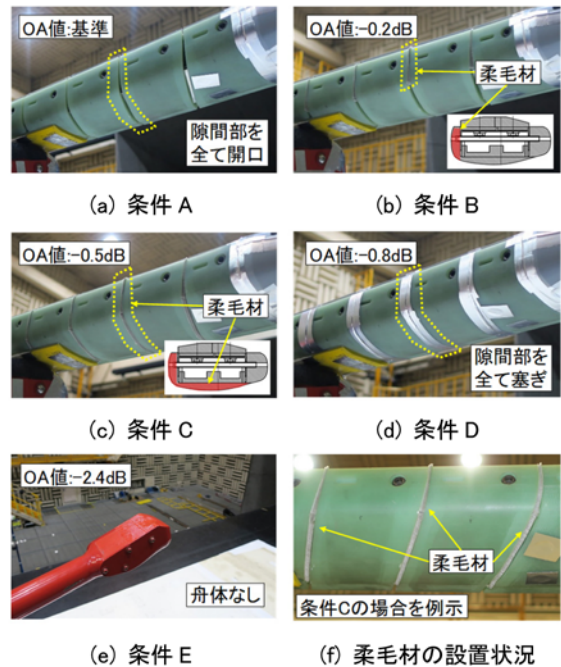 OA値:基準
隙間部を
全て開口
(a) 条件 A
OA値:-0.2dB
柔毛材
(b) 条件 B
OA値:-0.5dB
柔毛材
(c) 条件 C
OA値:-0.8dB
隙間部を
全て塞ぎ
(d) 条件 D
OA値:-2.4dB
舟体なし
(e) 条件 E
柔毛材
条件Cの場合を例示
(f) 柔毛材の設置状況